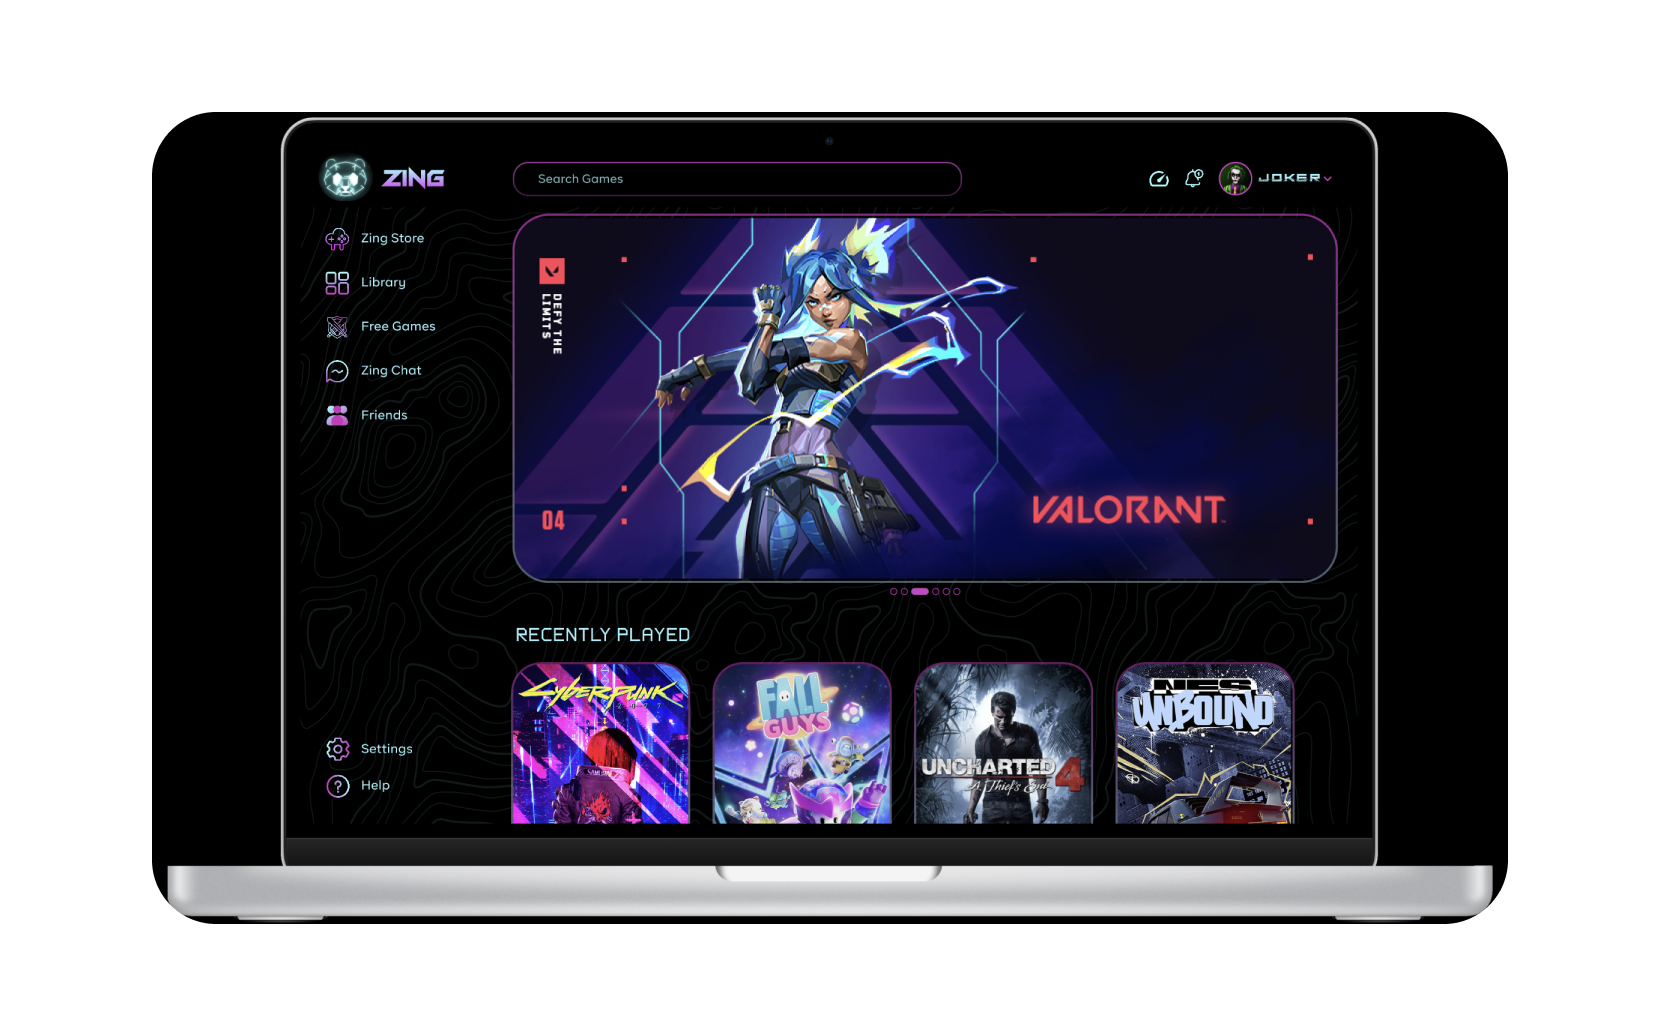 ZING
Search Games
JOKER
Zing Store
Library
Free Games
Zing Chat
Friends
Settings
Help
DEFY THE
LIMITS
04
VALORANT
RECENTLY PLAYED
CYBERPUNK
2077
SAMURAI
FALL
GUYS
UNCHARTED 4
A Thief's End
NFS
UNBOUND